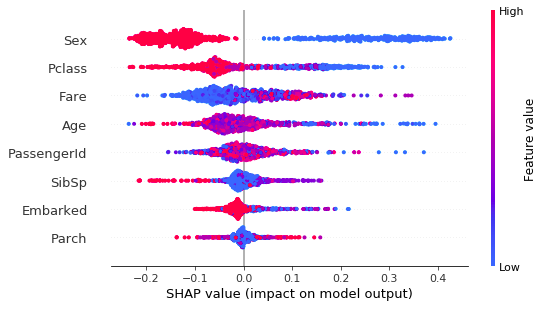 High
Sex
Pclass
Fare
Age
PassengerId
SibSp
Embarked
Parch
Low
Feature value
−0.2 −0.1 0.0 0.1 0.2 0.3 0.4
SHAP value (impact on model output)